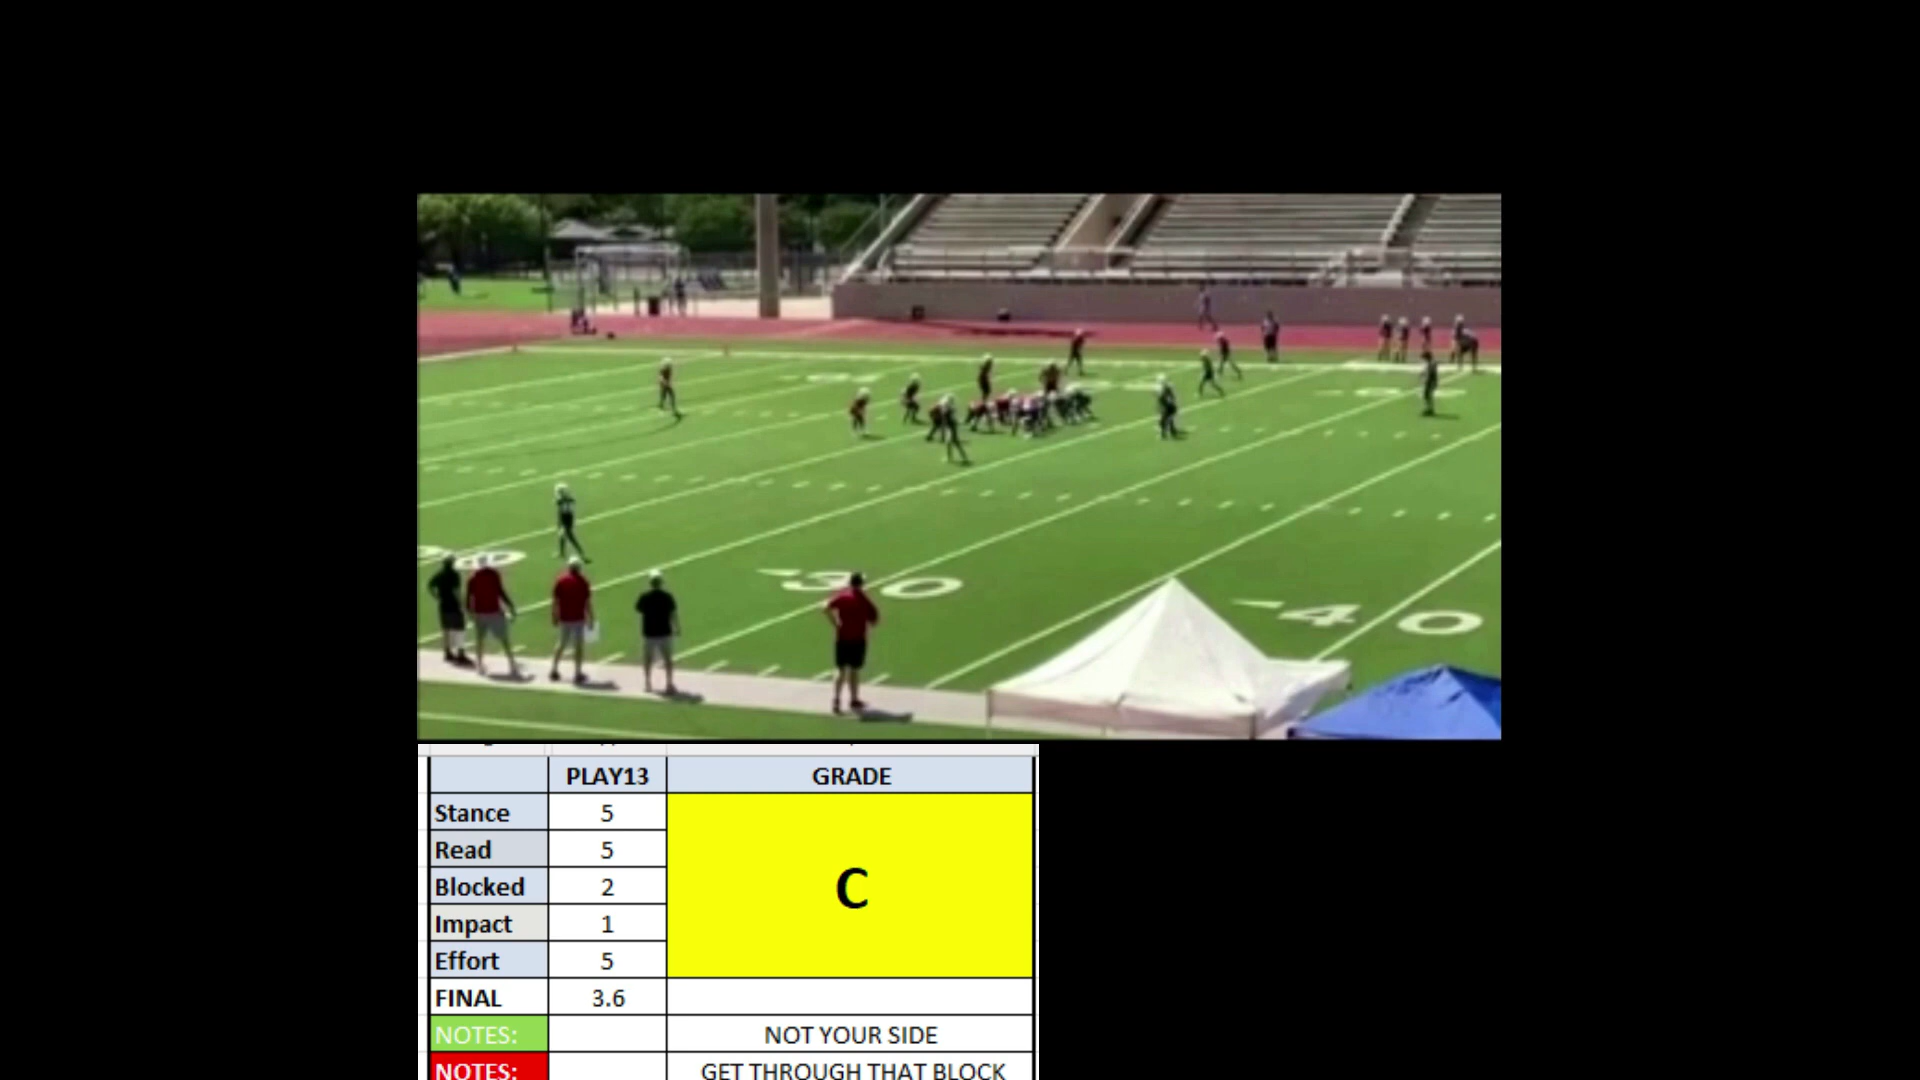 30
40
PLAY13 GRADE
Stance 5
Read 5
Blocked 2
Impact 1
Effort 5
C
FINAL 3.6
NOTES: NOT YOUR SIDE
NOTES: GET THROUGH THAT BLOCK